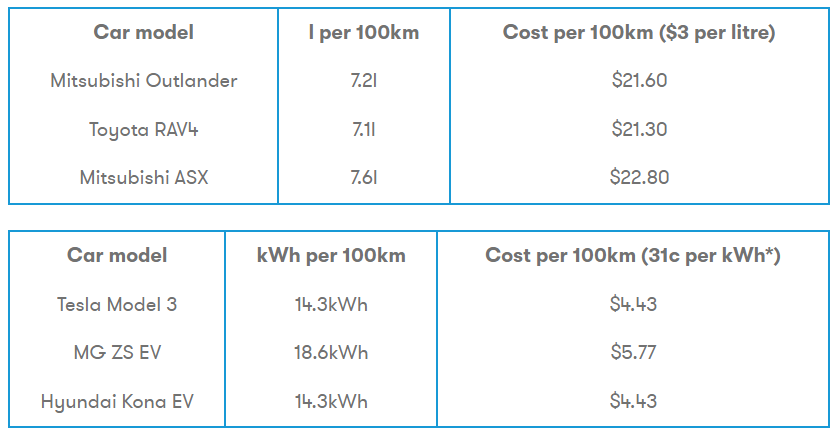 Car model l per 100km Cost per 100km ($3 per litre)
Mitsubishi Outlander 7.2l $21.60
Toyota RAV4 7.1l $21.30
Mitsubishi ASX 7.6l $22.80
Car model kWh per 100km Cost per 100km (31c per kWh*)
Tesla Model 3 14.3kWh $4.43
MG ZS EV 18.6kWh $5.77
Hyundai Kona EV 14.3kWh $4.43